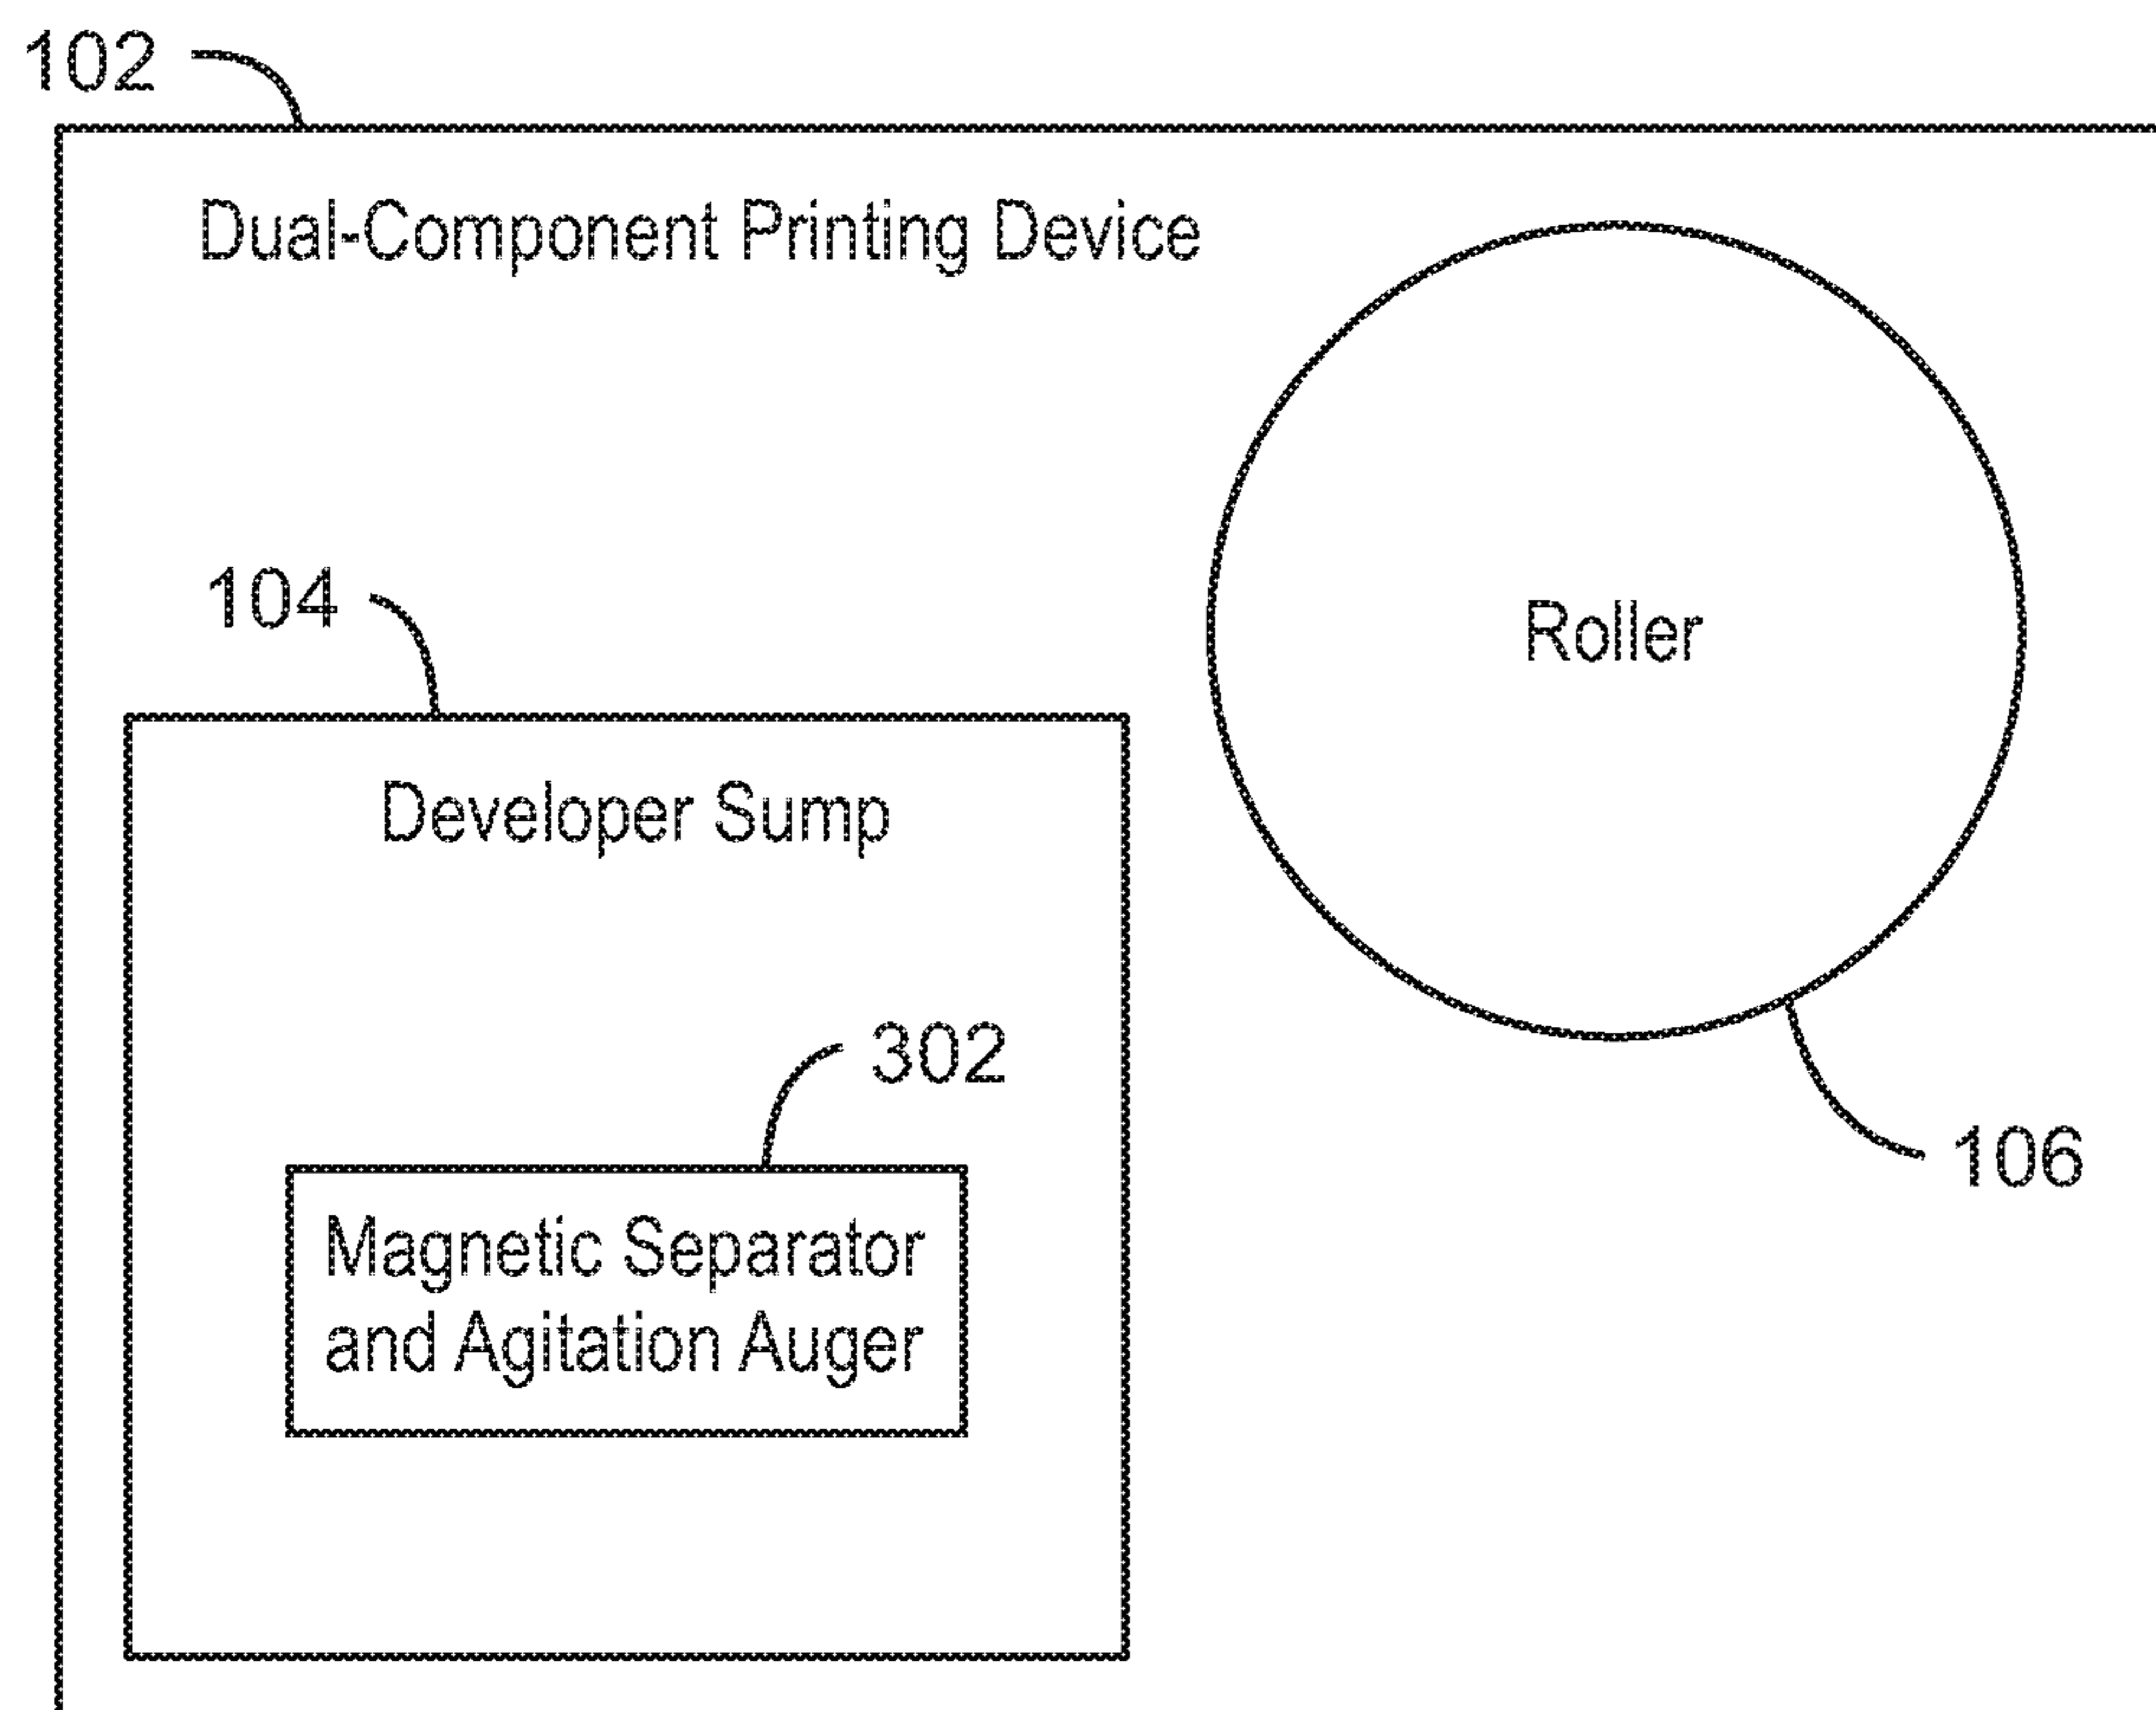 102
Dual-Component Printing Device
Roller
104
Developer Sump
302
106
Magnetic Separator
and Agitation Auger